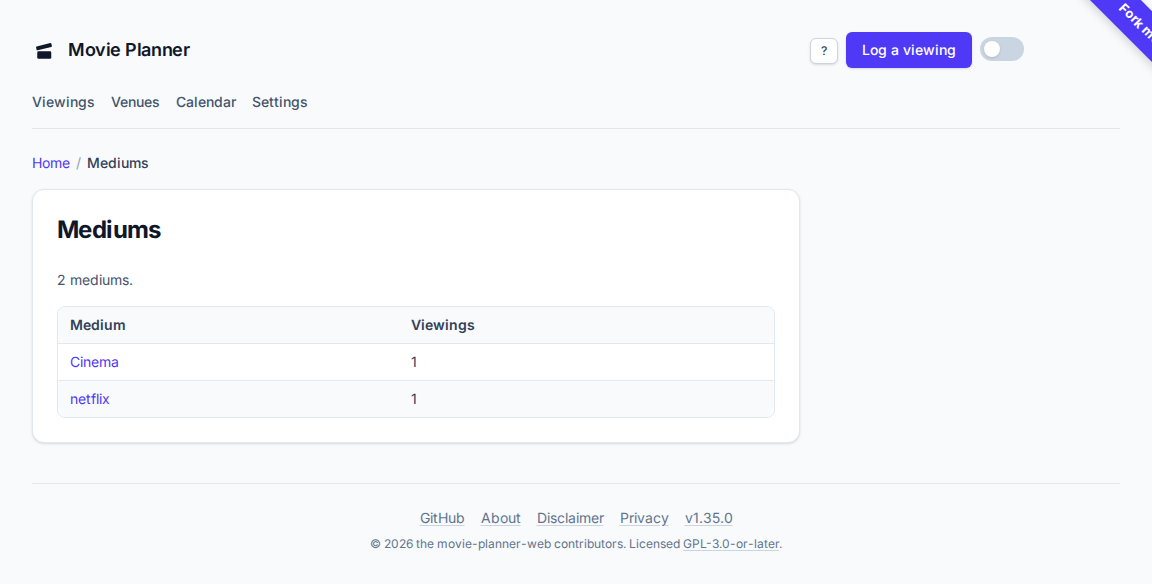 Movie Planner
?
Log a viewing
Fork m
Viewings Venues Calendar Settings
Home / Mediums
Mediums
2 mediums.
Medium Viewings
Cinema 1
netflix 1
GitHub About Disclaimer Privacy v1.35.0
© 2026 the movie-planner-web contributors. Licensed GPL-3.0-or-later.